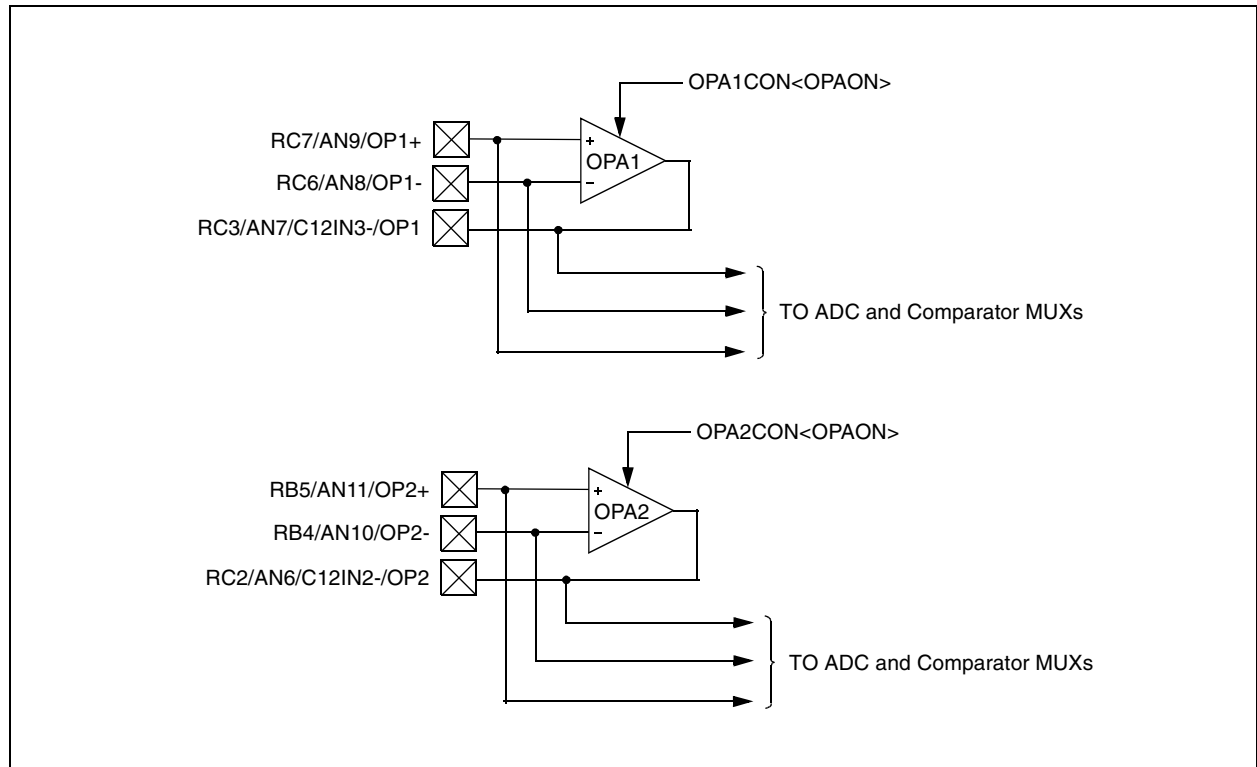 OPA1CON<OPAON>
RC7/AN9/OP1+
+
OPA1
RC6/AN8/OP1-
−
RC3/AN7/C12IN3-/OP1
TO ADC and Comparator MUXs
OPA2CON<OPAON>
RB5/AN11/OP2+
+
OPA2
RB4/AN10/OP2-
−
RC2/AN6/C12IN2-/OP2
TO ADC and Comparator MUXs